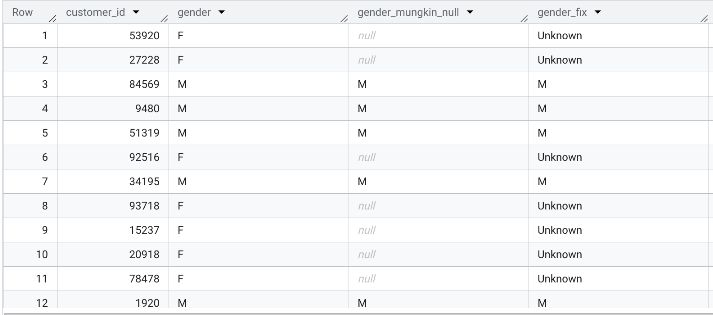 Row customer_id gender gender_mungkin_null gender_fix
1 53920 F null Unknown
2 27228 F null Unknown
3 84569 M M M
4 9480 M M M
5 51319 M M M
6 92516 F null Unknown
7 34195 M M M
8 93718 F null Unknown
9 15237 F null Unknown
10 20918 F null Unknown
11 78478 F null Unknown
12 1920 M M M